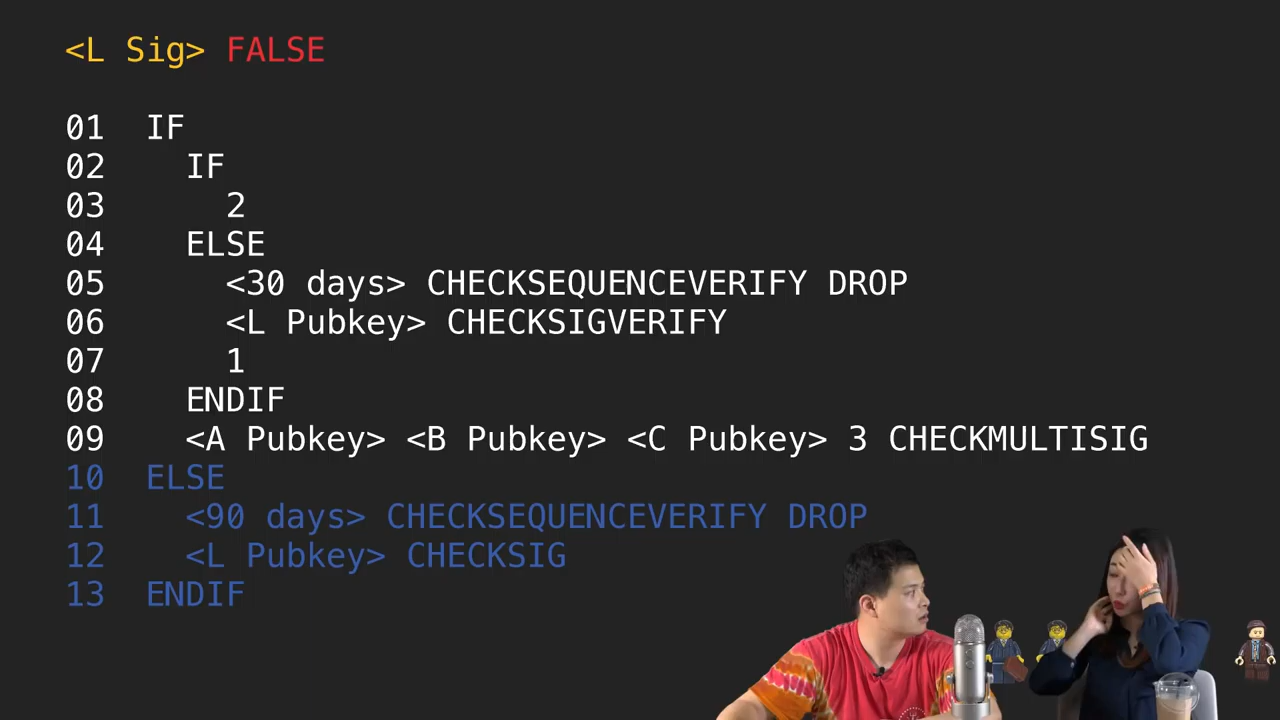 <L Sig> FALSE
01 IF
02 IF
03 2
04 ELSE
05 <30 days> CHECKSEQUENCEVERIFY DROP
06 <L Pubkey> CHECKSIGVERIFY
07 1
08 ENDIF
09 <A Pubkey> <B Pubkey> <C Pubkey> 3 CHECKMULTISIG
10 ELSE
11 <90 days> CHECKSEQUENCEVERIFY DROP
12 <L Pubkey> CHECKSIG
13 ENDIF